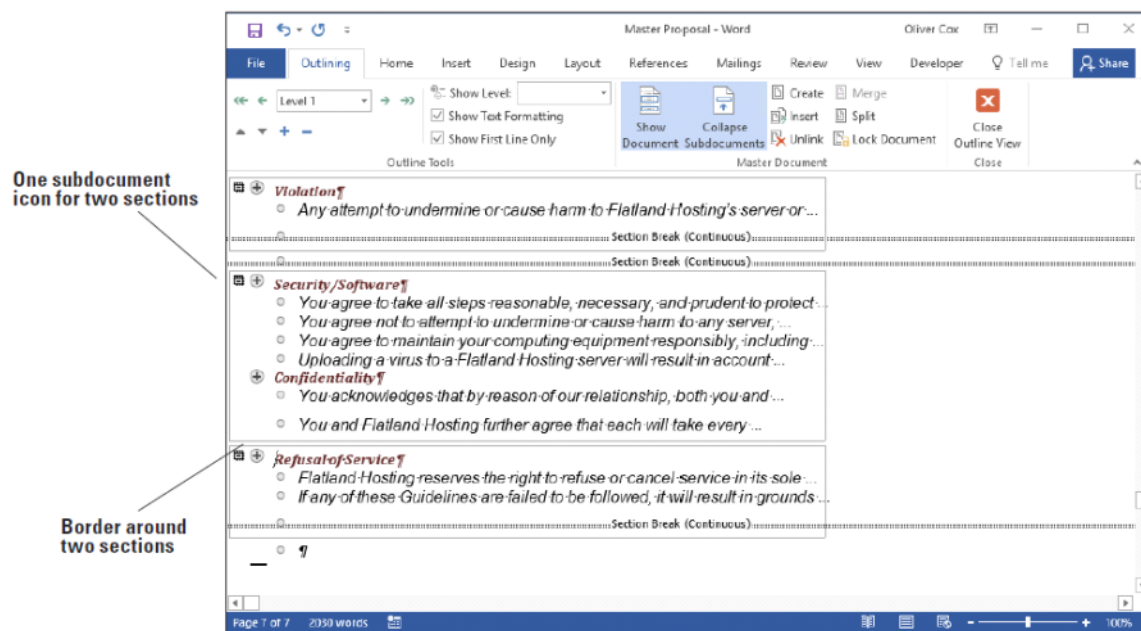 Master Proposal - Word
Oliver Cox
File Outlining Home Insert Design Layout References Mailings Review View Developer Tell me Share
Level 1
Show Level:
Show Text Formatting
Show First Line Only
Outline Tools
Show Document
Collapse Subdocuments
Create
Merge
Insert
Split
Unlink
Lock Document
Master Document
Close Outline View
Close
One subdocument
icon for two sections
Violation¶
Any attempt to undermine or cause harm to Flatland Hosting's server or ...
Section Break (Continuous)
Section Break (Continuous)
Security/Software¶
You agree to take all steps reasonable, necessary, and prudent to protect ...
You agree not to attempt to undermine or cause harm to any server, ...
You agree to maintain your computing equipment responsibly, including ...
Uploading a virus to a Flatland Hosting server will result in account ...
Confidentiality¶
You acknowledges that by reason of our relationship, both you and ...
You and Flatland Hosting further agree that each will take every ...
Refusal of Service¶
Flatland Hosting reserves the right to refuse or cancel service in its sole ...
If any of these Guidelines are failed to be followed, it will result in grounds ...
Section Break (Continuous)
¶
Border around
two sections
Page 7 of 7 2030 words
100%